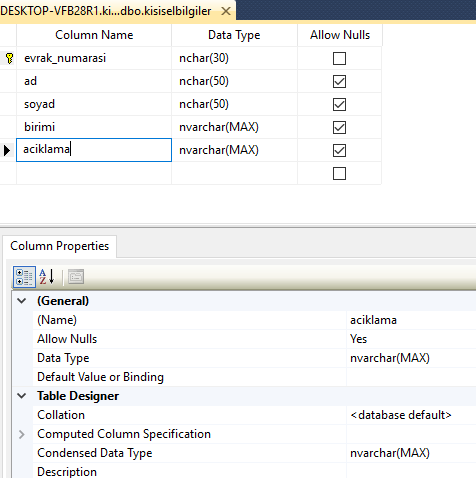 DESKTOP-VFB28R1.ki...dbo.kisiselbilgiler
Column Name Data Type Allow Nulls
evrak_numarasi nchar(30)
ad nchar(50)
soyad nchar(50)
birimi nvarchar(MAX)
aciklama nvarchar(MAX)
Column Properties
(General)
(Name) aciklama
Allow Nulls Yes
Data Type nvarchar(MAX)
Default Value or Binding
Table Designer
Collation <database default>
Computed Column Specification
Condensed Data Type nvarchar(MAX)
Description